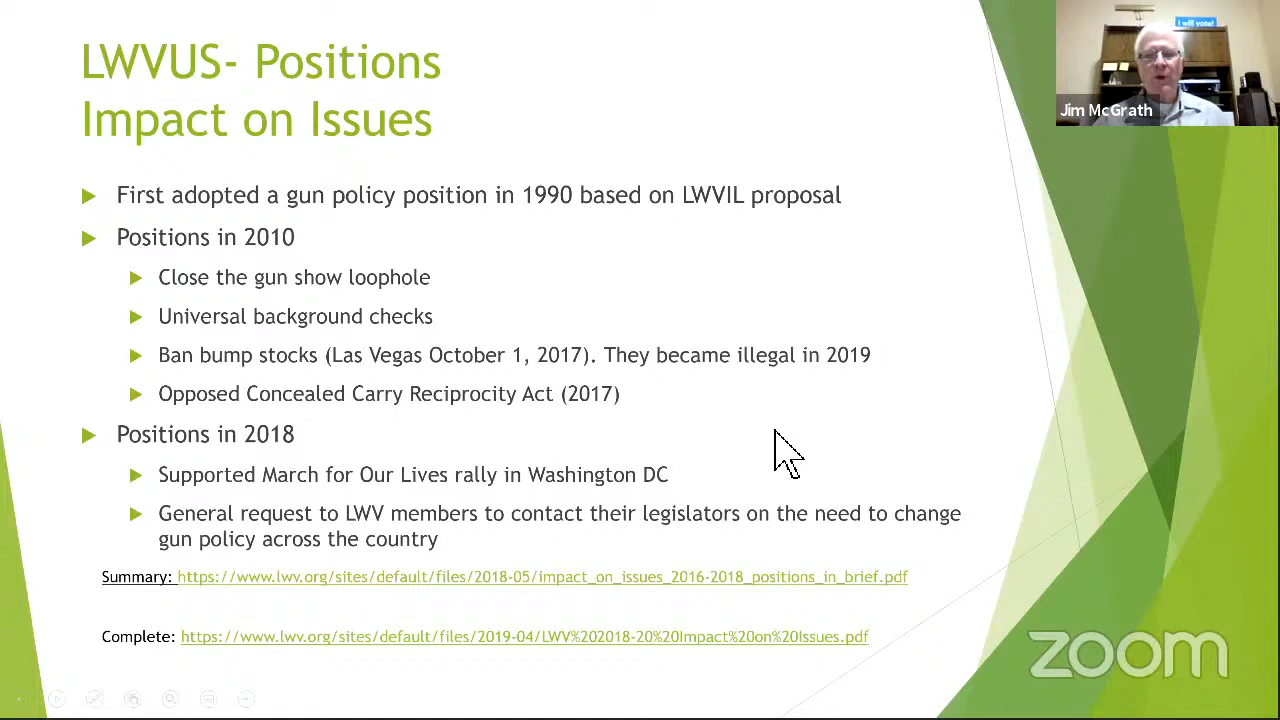 LWVUS- Positions
Impact on Issues
I will vote!
Jim McGrath
First adopted a gun policy position in 1990 based on LWVIL proposal
Positions in 2010
Close the gun show loophole
Universal background checks
Ban bump stocks (Las Vegas October 1, 2017). They became illegal in 2019
Opposed Concealed Carry Reciprocity Act (2017)
Positions in 2018
Supported March for Our Lives rally in Washington DC
General request to LWV members to contact their legislators on the need to change
gun policy across the country
Summary: https://www.lwv.org/sites/default/files/2018-05/impact_on_issues_2016-2018_positions_in_brief.pdf
Complete: https://www.lwv.org/sites/default/files/2019-04/LWV%202018-20%20Impact%20on%20Issues.pdf
zoom